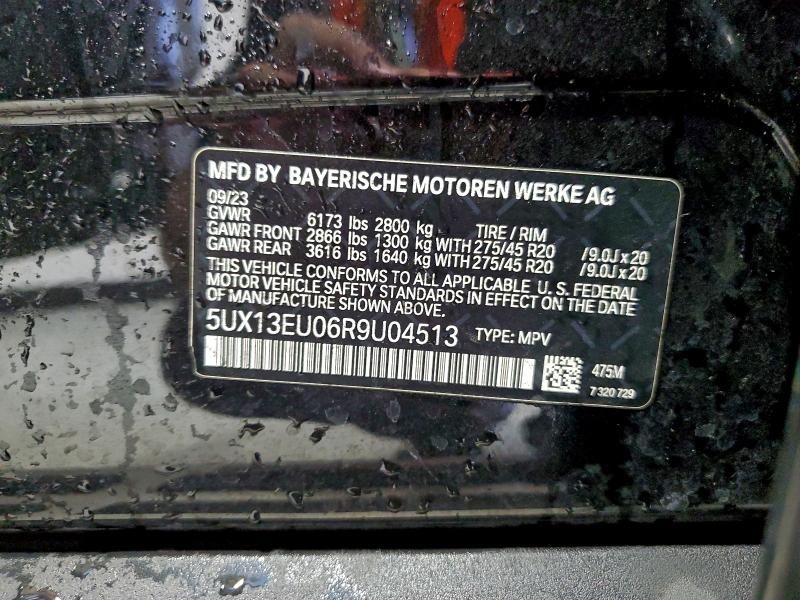 MFD BY BAYERISCHE MOTOREN WERKE AG
09/23
GVWR 6173 lbs 2800 kg TIRE / RIM
GAWR FRONT 2866 lbs 1300 kg WITH 275/45 R20 /9.0J x 20
GAWR REAR 3616 lbs 1640 kg WITH 275/45 R20 /9.0J x 20
THIS VEHICLE CONFORMS TO ALL APPLICABLE U. S. FEDERAL
MOTOR VEHICLE SAFETY STANDARDS IN EFFECT ON THE DATE
OF MANUFACTURE SHOWN ABOVE.
5UX13EU06R9U04513 TYPE: MPV
475M
7 320 729